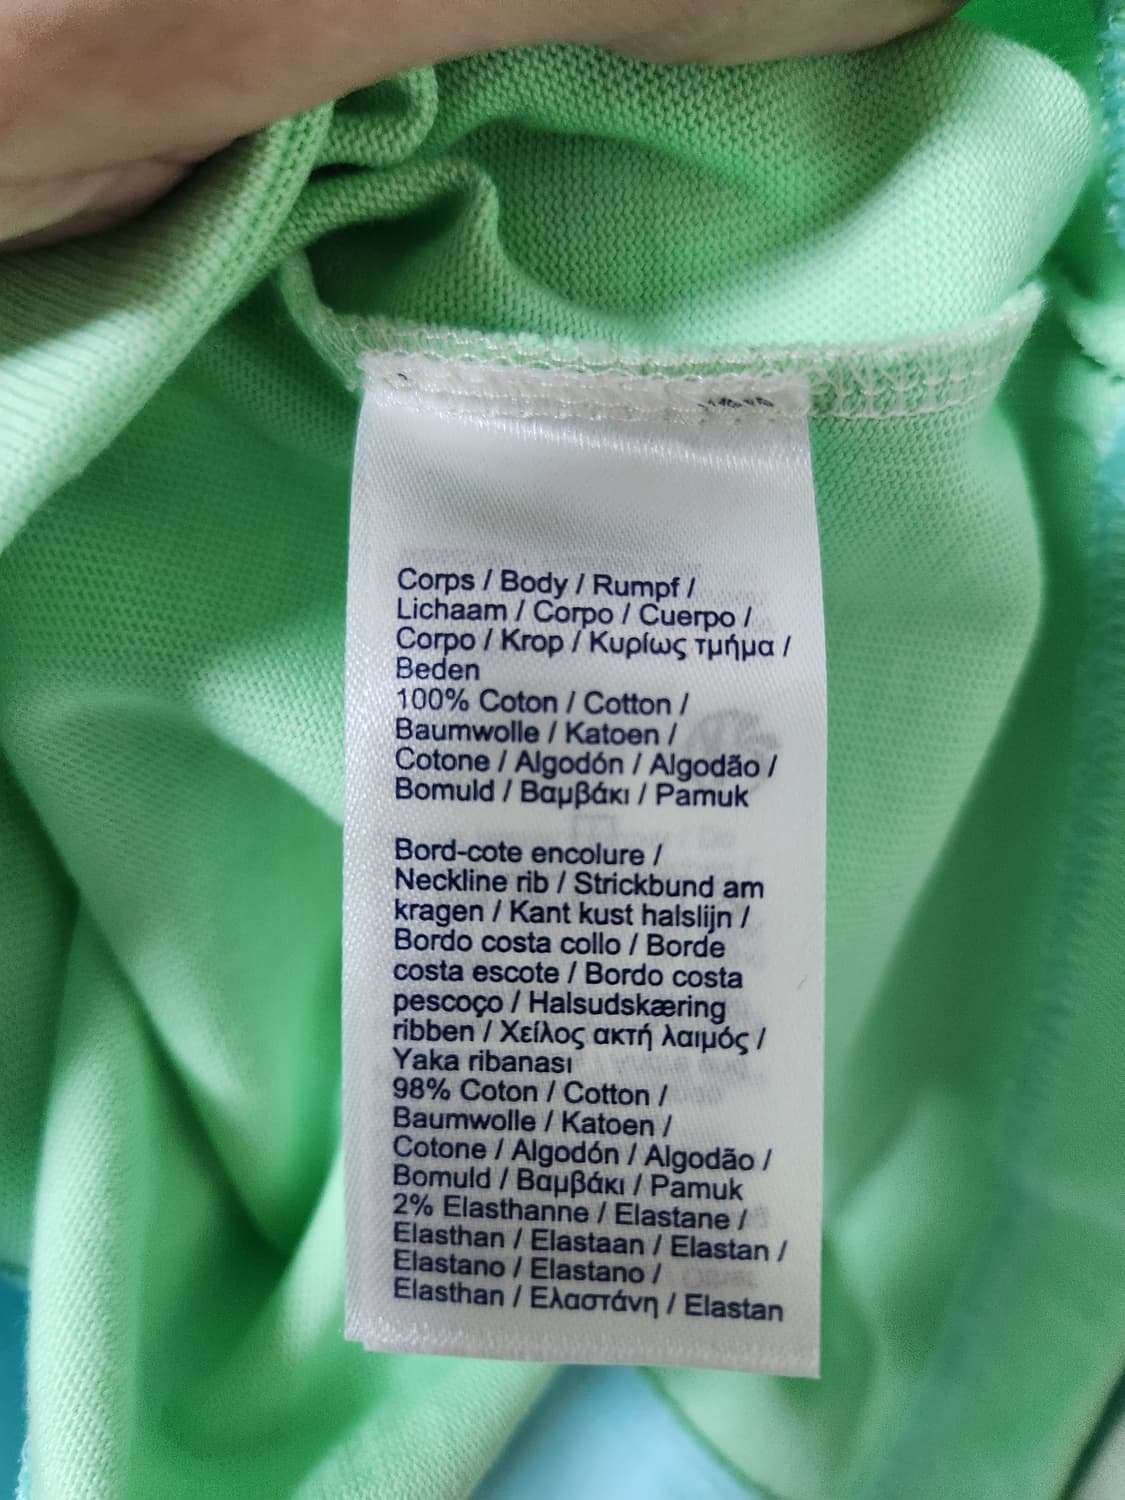 Corps / Body / Rumpf /
Lichaam / Corpo / Cuerpo /
Corpo / Krop / Κυρίως τμήμα /
Beden
100% Coton / Cotton /
Baumwolle / Katoen /
Cotone / Algodón / Algodão /
Bomuld / Βαμβάκι / Pamuk
Bord-cote encolure /
Neckline rib / Strickbund am
kragen / Kant kust halslijn /
Bordo costa collo / Borde
costa escote / Bordo costa
pescoço / Halsudskæring
ribben / Χείλος ακτή λαιμός /
Yaka ribanası
98% Coton / Cotton /
Baumwolle / Katoen /
Cotone / Algodón / Algodão /
Bomuld / Βαμβάκι / Pamuk
2% Elasthanne / Elastane /
Elasthan / Elastaan / Elastan /
Elastano / Elastano /
Elasthan / Ελαστάνη / Elastan